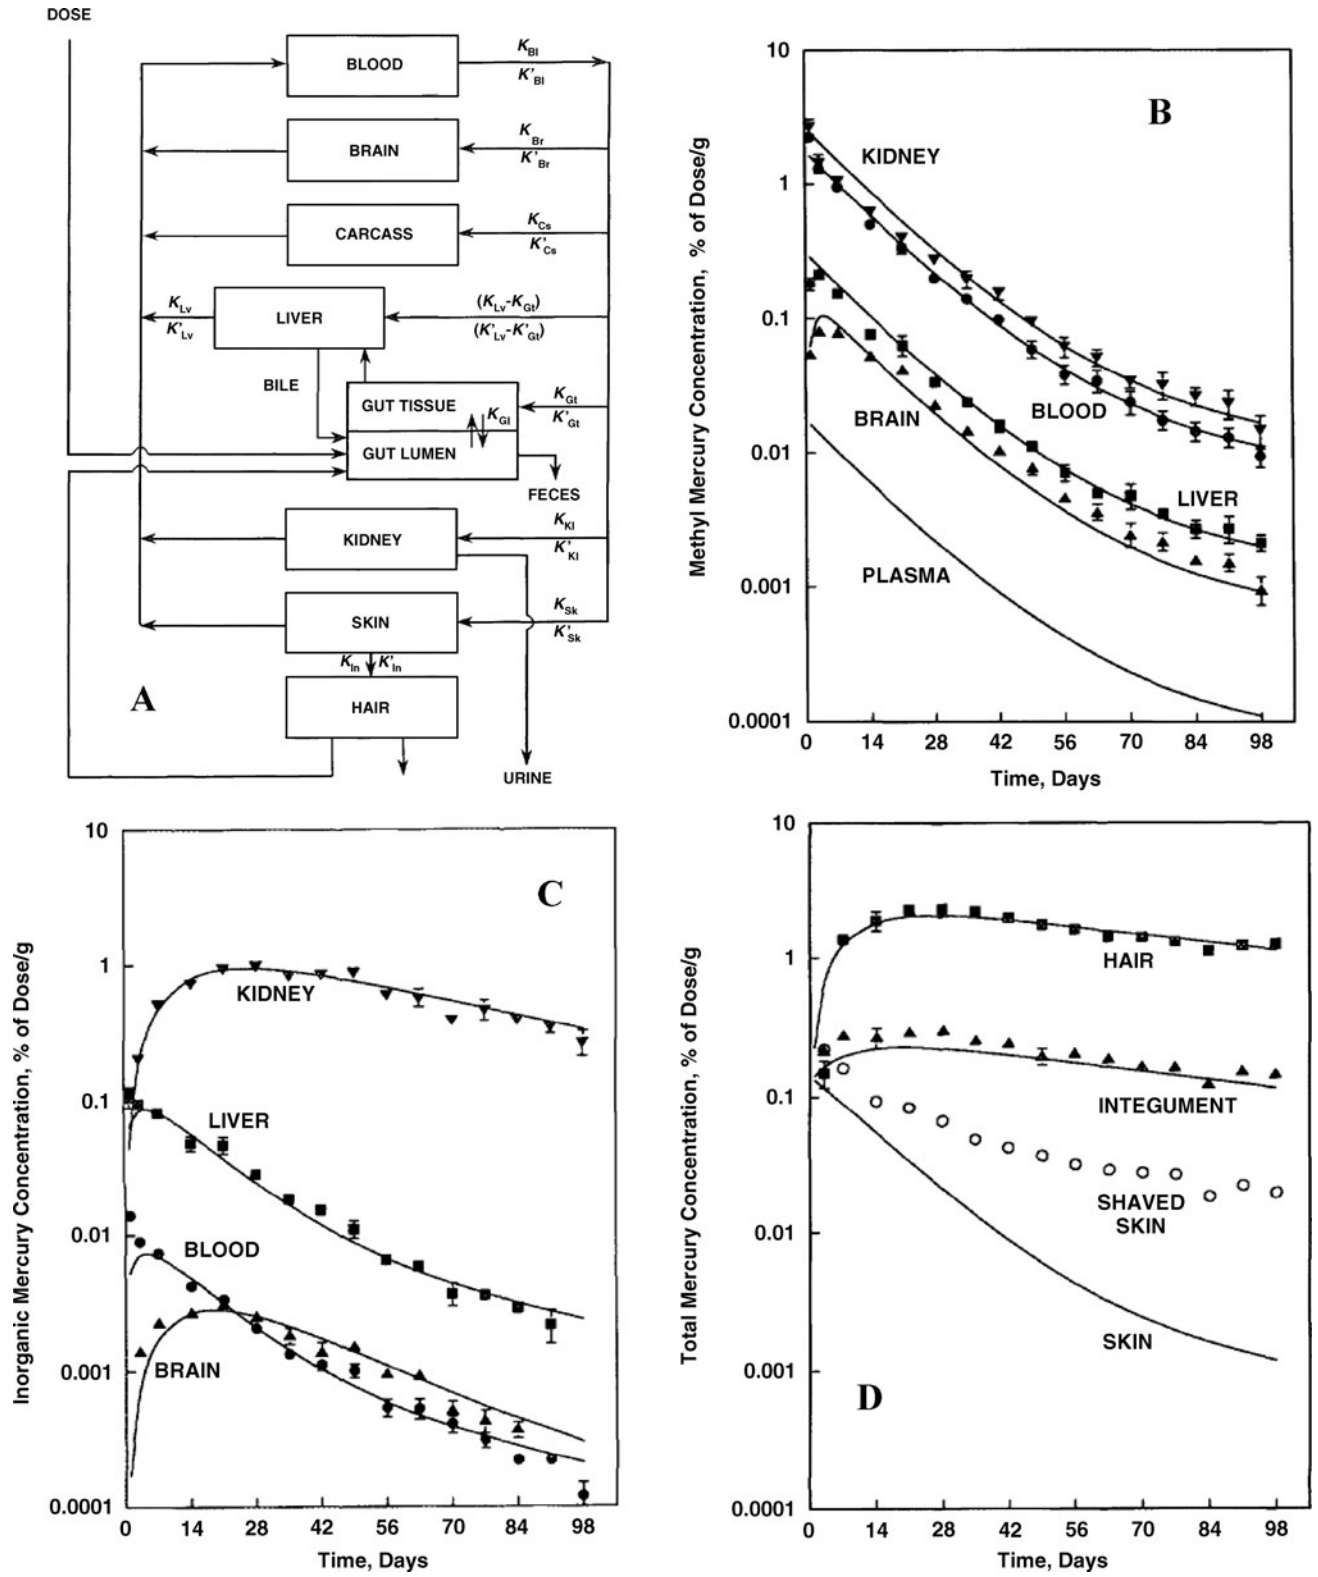 DOSE
BLOOD
K_Bl
K'_Bl
BRAIN
K_Br
K'_Br
CARCASS
K_Cs
K'_Cs
K_Lv
K'_Lv
LIVER
(K_Lv-K_Gt)
(K'_Lv-K'_Gt)
BILE
GUT TISSUE
K_Gl
K_Gt
K'_Gt
GUT LUMEN
FECES
KIDNEY
K_KI
K'_KI
SKIN
K_Sk
K'_Sk
K_In K'_In
HAIR
A
URINE
Methyl Mercury Concentration, % of Dose/g
10
1
0.1
0.01
0.001
0.0001
B
KIDNEY
BLOOD
BRAIN
LIVER
PLASMA
0 14 28 42 56 70 84 98
Time, Days
Inorganic Mercury Concentration, % of Dose/g
10
1
0.1
0.01
0.001
0.0001
C
KIDNEY
LIVER
BLOOD
BRAIN
0 14 28 42 56 70 84 98
Time, Days
Total Mercury Concentration, % of Dose/g
10
1
0.1
0.01
0.001
0.0001
HAIR
INTEGUMENT
SHAVED
SKIN
SKIN
D
0 14 28 42 56 70 84 98
Time, Days